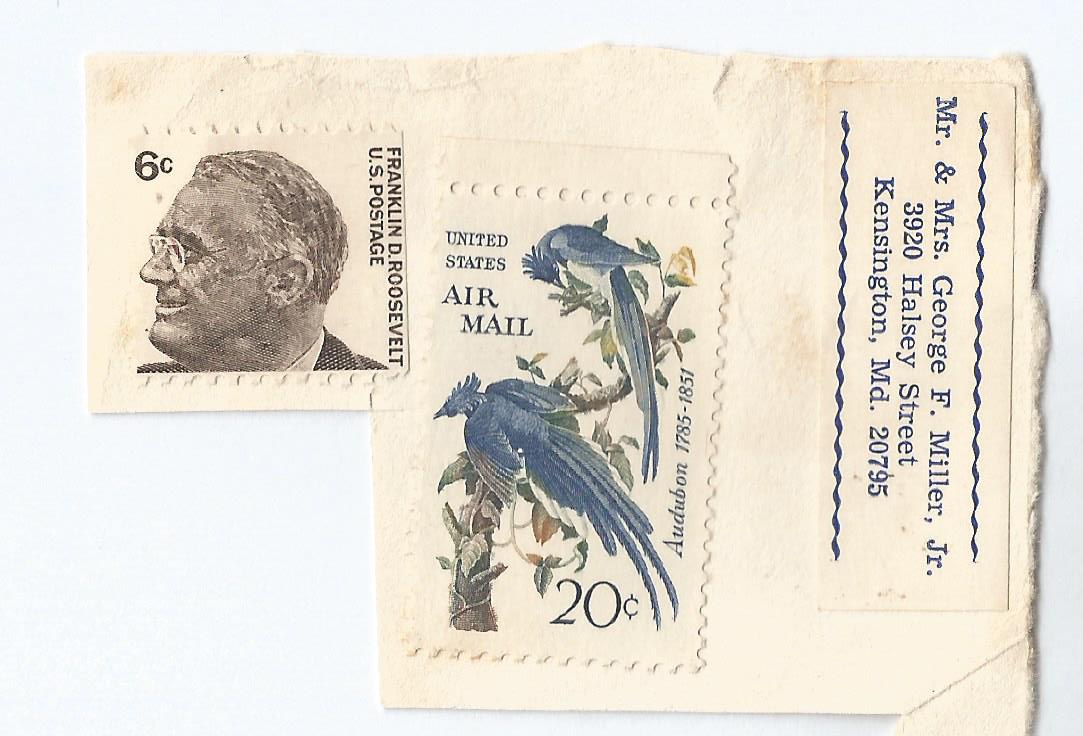 6c
FRANKLIN D. ROOSEVELT
U.S. POSTAGE
UNITED
STATES
AIR
MAIL
Audubon 1785-1851
20c
Mr. & Mrs. George F. Miller, Jr.
3920 Halsey Street
Kensington, Md. 20795